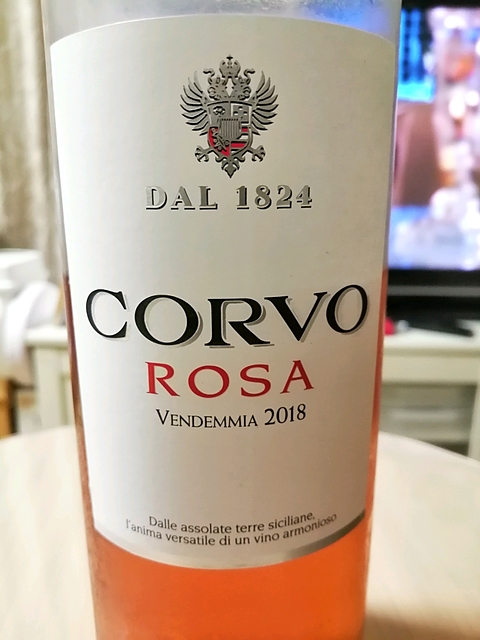 DAL 1824
CORVO
ROSA
VENDEMMIA 2018
Dalle assolate terre siciliane,
l'anima versatile di un vino armonioso